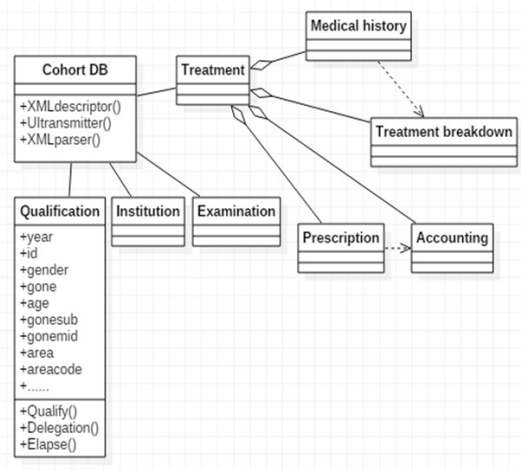 Medical history
Cohort DB
+XMLdescriptor()
+Ultransmitter()
+XMLparser()
Treatment
Treatment breakdown
Qualification
+year
+id
+gender
+gone
+age
+gonesub
+gonemid
+area
+areacode
+......
+Qualify()
+Delegation()
+Elapse()
Institution
Examination
Prescription
Accounting